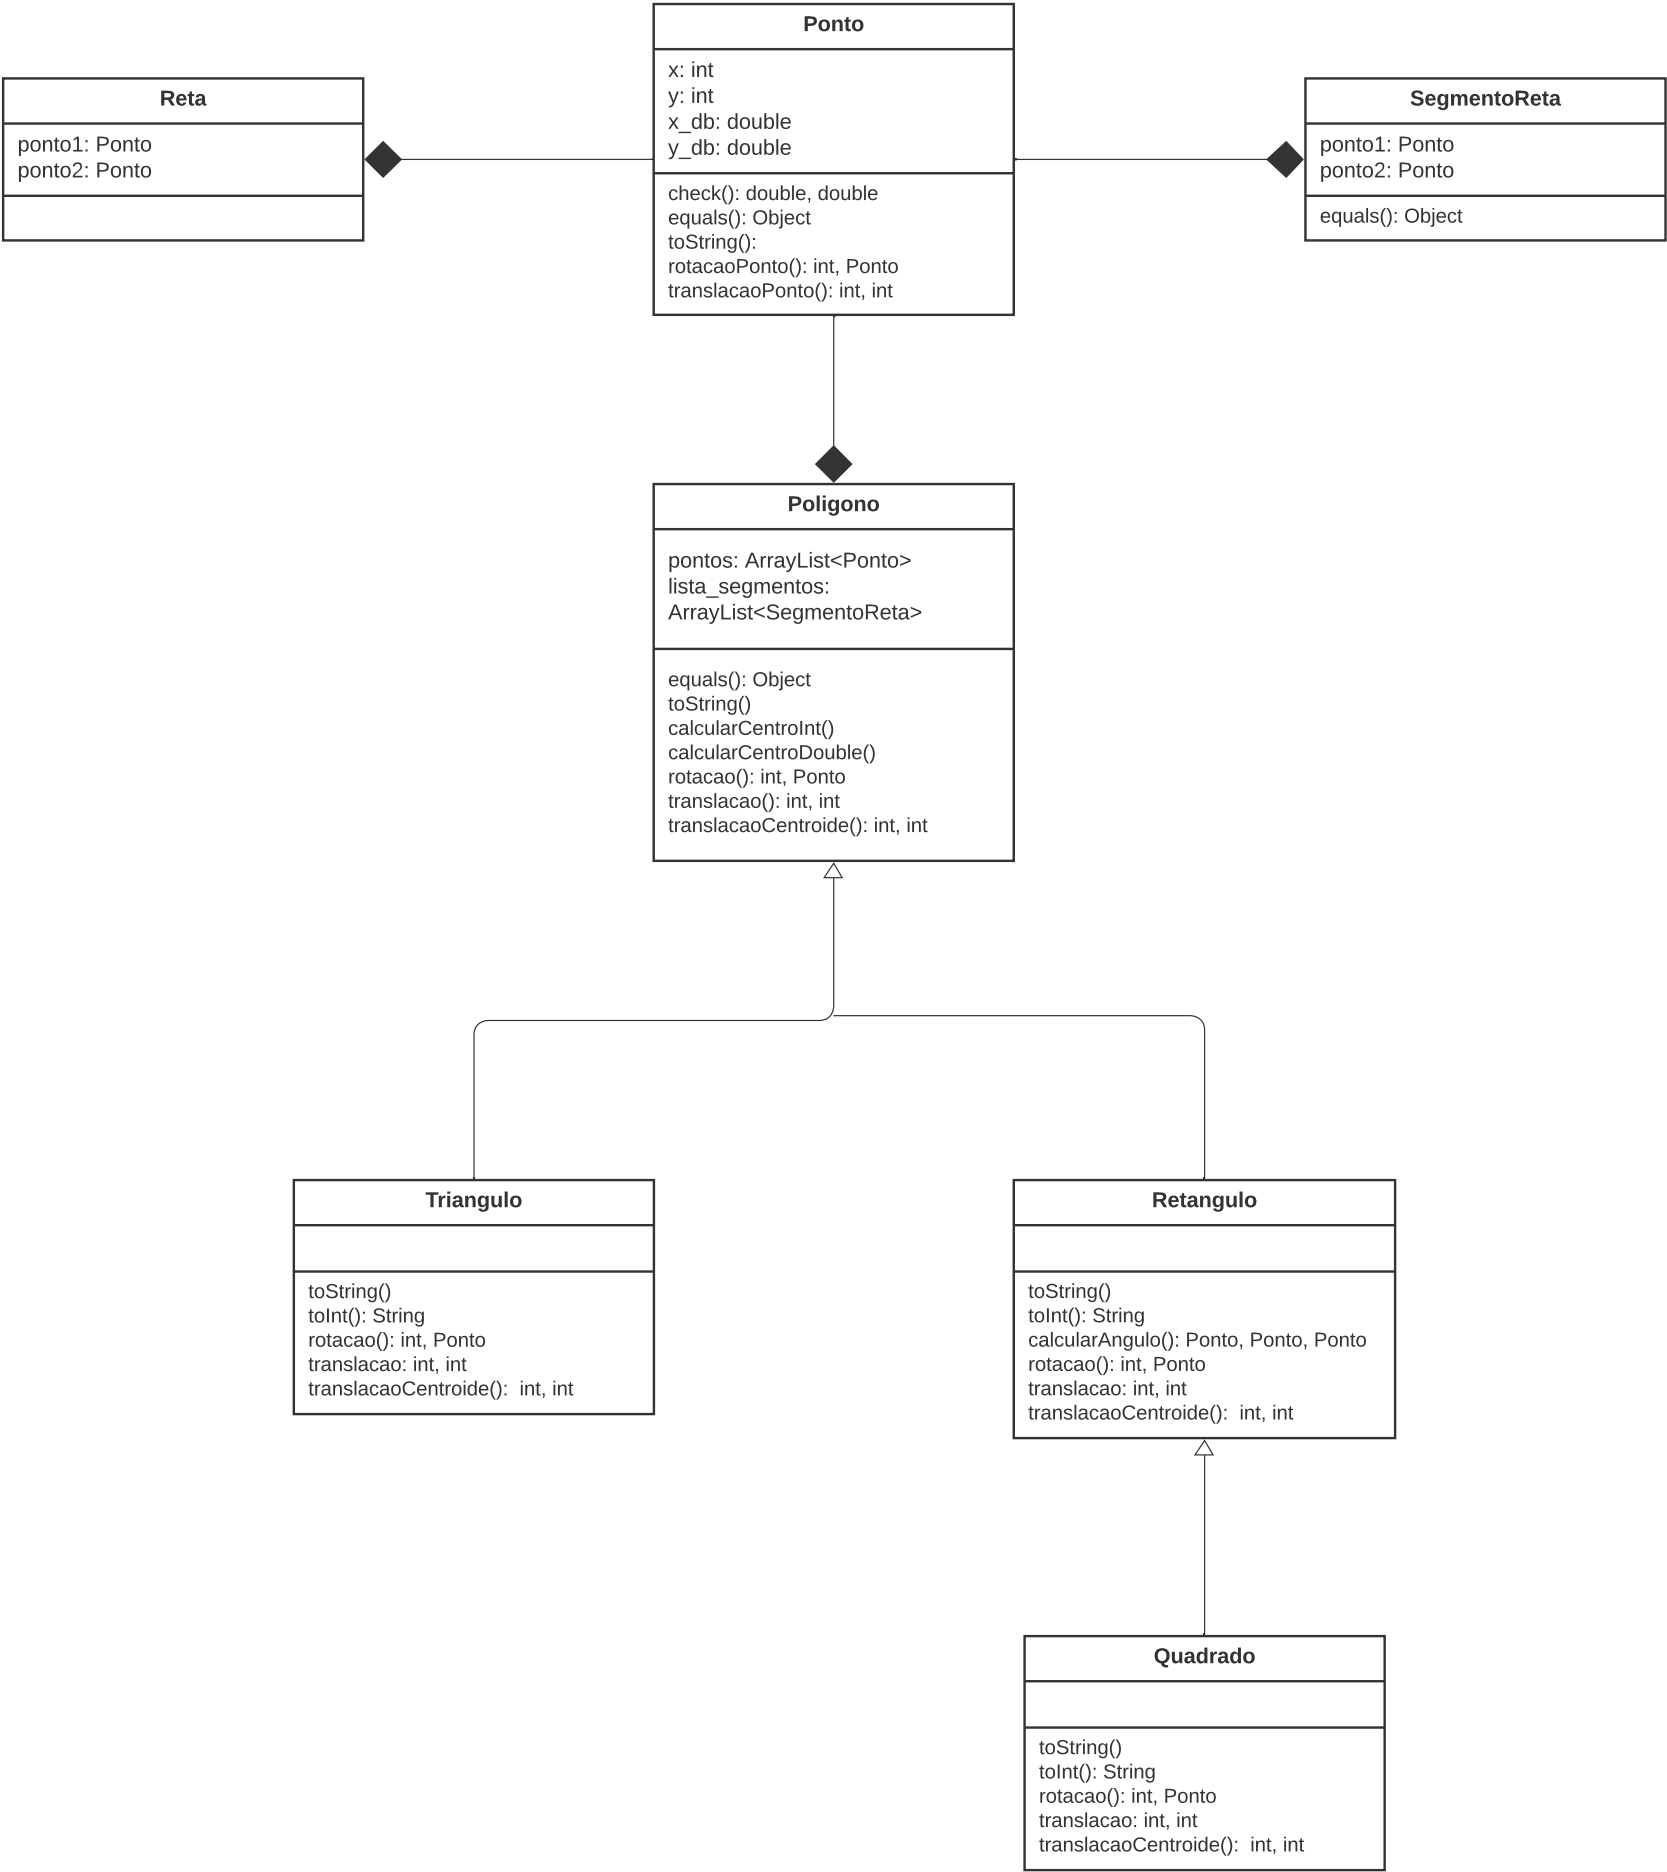 Ponto
x: int
y: int
x_db: double
y_db: double
check(): double, double
equals(): Object
toString():
rotacaoPonto(): int, Ponto
translacaoPonto(): int, int
Reta
ponto1: Ponto
ponto2: Ponto
SegmentoReta
ponto1: Ponto
ponto2: Ponto
equals(): Object
Poligono
pontos: ArrayList<Ponto>
lista_segmentos:
ArrayList<SegmentoReta>
equals(): Object
toString()
calcularCentroInt()
calcularCentroDouble()
rotacao(): int, Ponto
translacao(): int, int
translacaoCentroide(): int, int
Triangulo
toString()
toInt(): String
rotacao(): int, Ponto
translacao: int, int
translacaoCentroide():  int, int
Retangulo
toString()
toInt(): String
calcularAngulo(): Ponto, Ponto, Ponto
rotacao(): int, Ponto
translacao: int, int
translacaoCentroide():  int, int
Quadrado
toString()
toInt(): String
rotacao(): int, Ponto
translacao: int, int
translacaoCentroide():  int, int